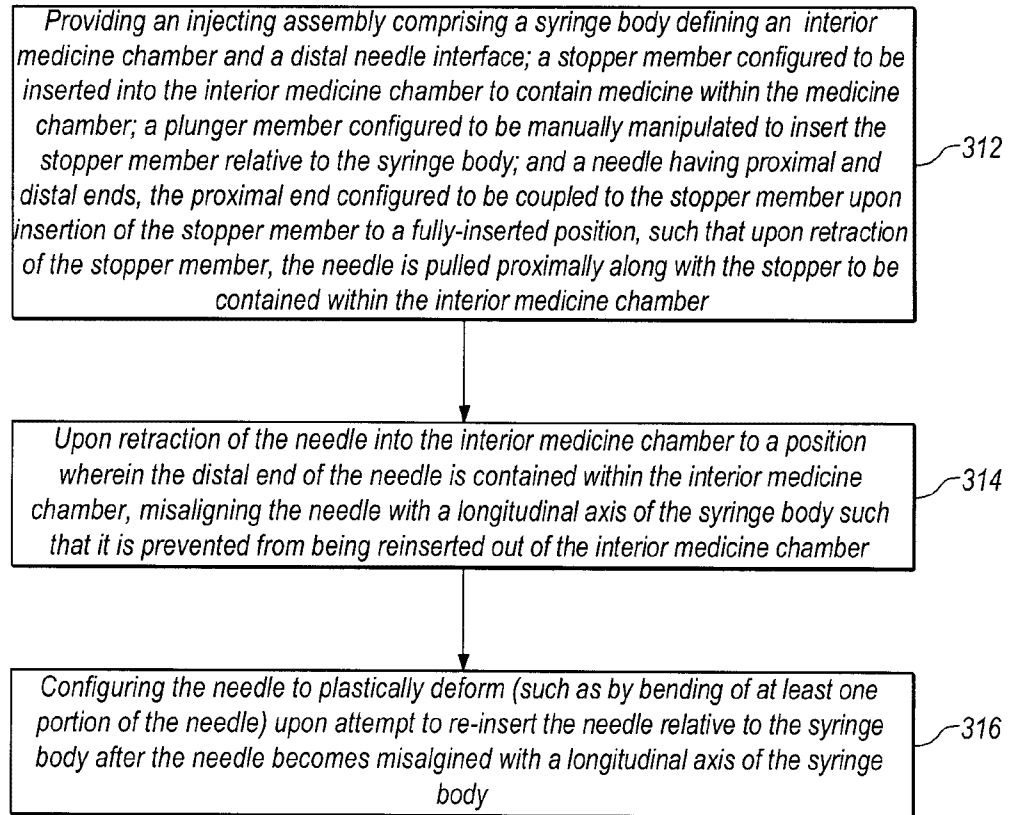 Providing an injecting assembly comprising a syringe body defining an interior
medicine chamber and a distal needle interface; a stopper member configured to be
inserted into the interior medicine chamber to contain medicine within the medicine
chamber; a plunger member configured to be manually manipulated to insert the
stopper member relative to the syringe body; and a needle having proximal and
distal ends, the proximal end configured to be coupled to the stopper member upon
insertion of the stopper member to a fully-inserted position, such that upon retraction
of the stopper member, the needle is pulled proximally along with the stopper to be
contained within the interior medicine chamber
312
Upon retraction of the needle into the interior medicine chamber to a position
wherein the distal end of the needle is contained within the interior medicine
chamber, misaligning the needle with a longitudinal axis of the syringe body such
that it is prevented from being reinserted out of the interior medicine chamber
314
Configuring the needle to plastically deform (such as by bending of at least one
portion of the needle) upon attempt to re-insert the needle relative to the syringe
body after the needle becomes misalgined with a longitudinal axis of the syringe
body
316